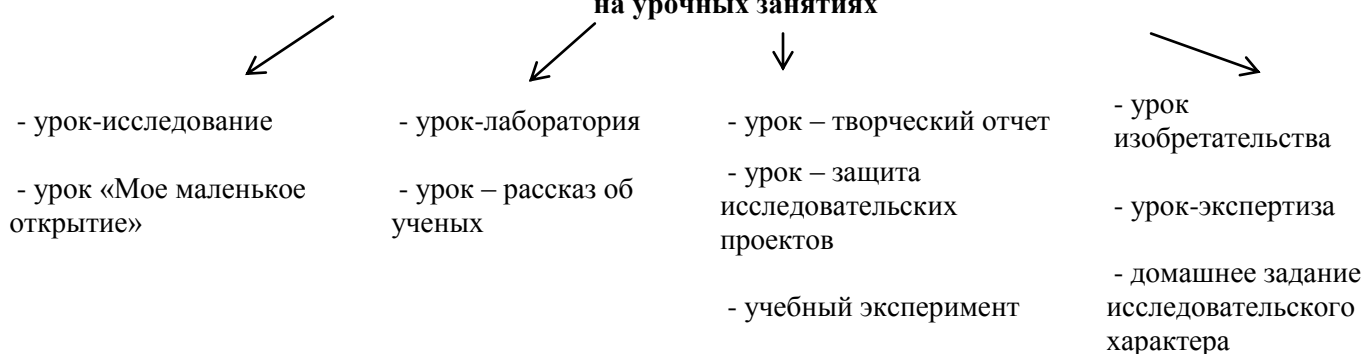 на урочных занятиях
- урок-исследование
- урок «Мое маленькое
открытие»
- урок-лаборатория
- урок – рассказ об
ученых
- урок – творческий отчет
- урок – защита
исследовательских
проектов
- учебный эксперимент
- урок
изобретательства
- урок-экспертиза
- домашнее задание
исследовательского
характера